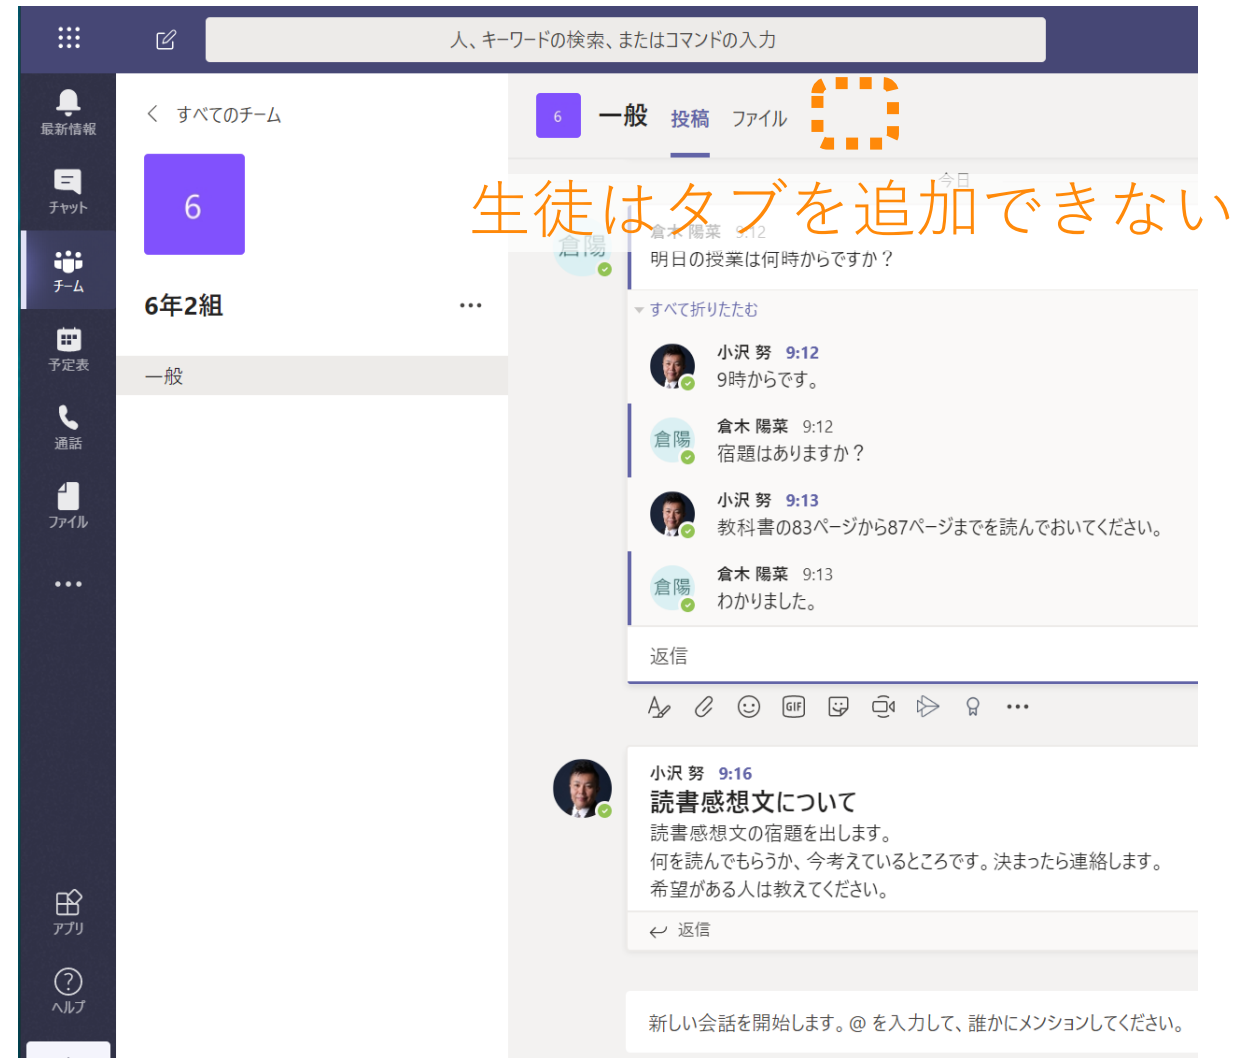 人、キーワードの検索、またはコマンドの入力
最新情報
チャット
チーム
予定表
通話
ファイル
アプリ
ヘルプ
すべてのチーム
6
6年2組
一般
6
一般
投稿
ファイル
今日
生徒はタブを追加できない
倉陽
倉木 陽菜 9:12
明日の授業は何時からですか？
すべて折りたたむ
小沢 努 9:12
9時からです。
倉陽
倉木 陽菜 9:12
宿題はありますか？
小沢 努 9:13
教科書の83ページから87ページまでを読んでおいてください。
倉陽
倉木 陽菜 9:13
わかりました。
返信
GIF
小沢 努 9:16
読書感想文について
読書感想文の宿題を出します。
何を読んでもらうか、今考えているところです。決まったら連絡します。
希望がある人は教えてください。
返信
新しい会話を開始します。@ を入力して、誰かにメンションしてください。